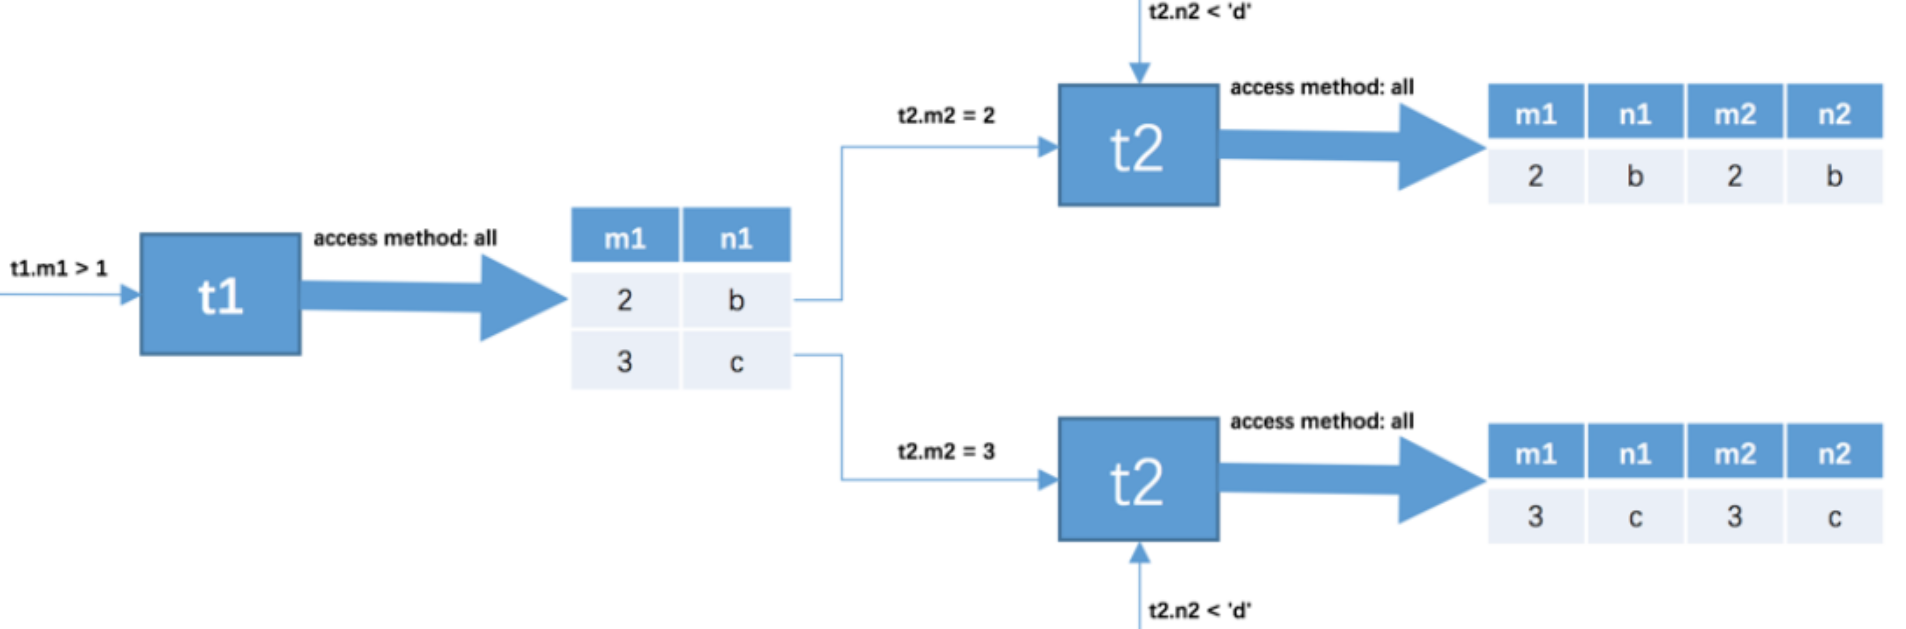 t1.m1 > 1
t1
access method: all
m1 n1
2 b
3 c
t2.m2 = 2
t2.n2 < 'd'
t2
access method: all
m1 n1 m2 n2
2 b 2 b
t2.m2 = 3
t2
access method: all
m1 n1 m2 n2
3 c 3 c
t2.n2 < 'd'